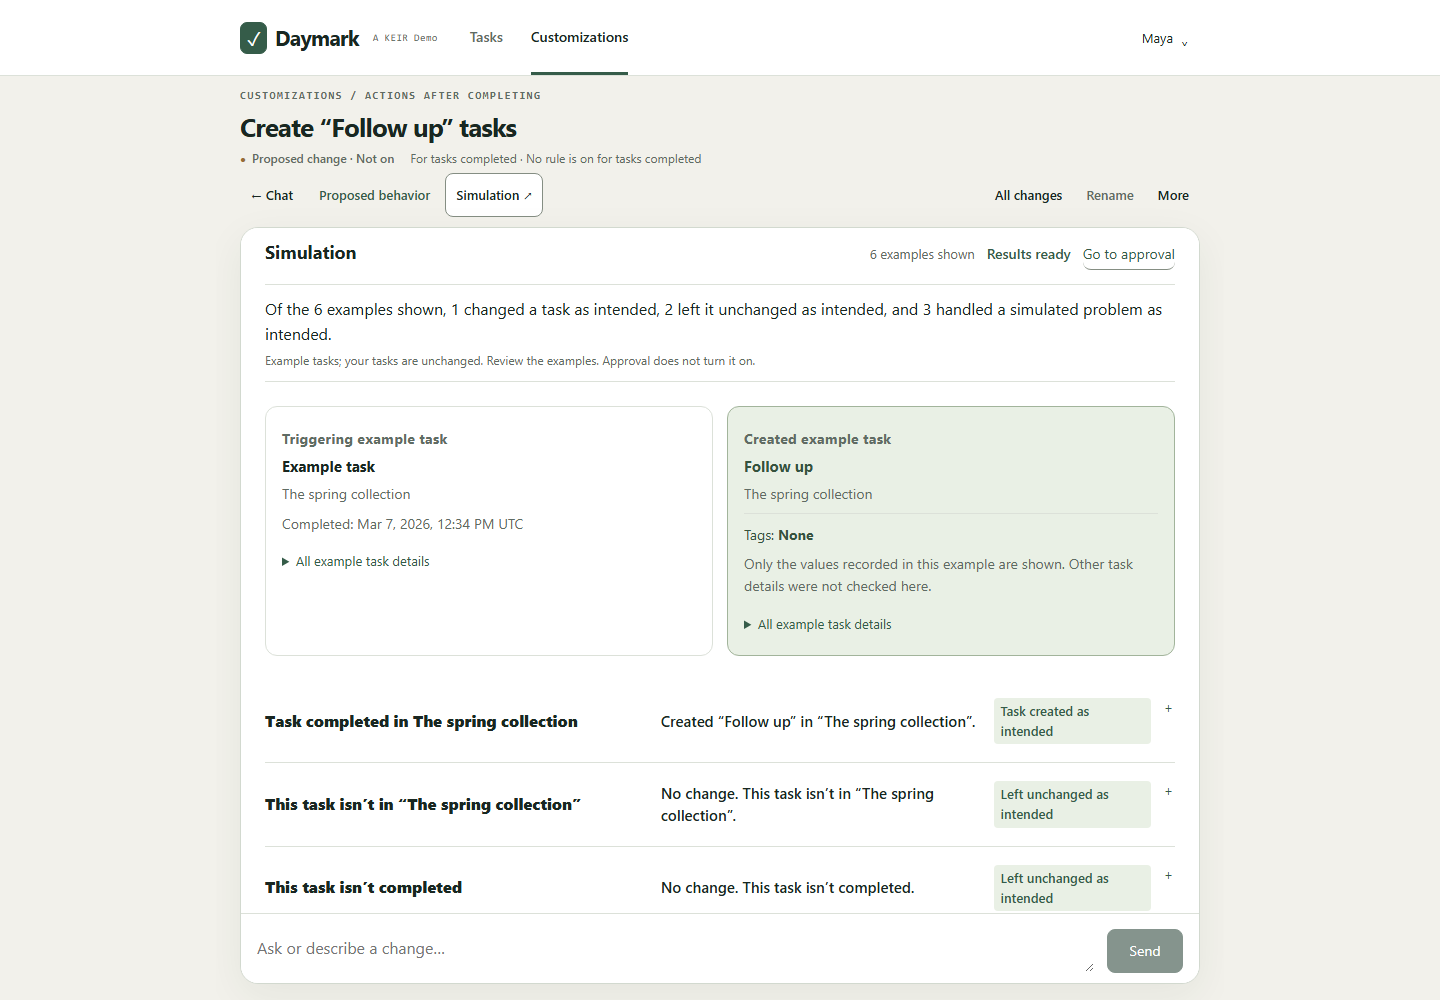 ✓ Daymark A KEIR Demo Tasks Customizations Maya
CUSTOMIZATIONS / ACTIONS AFTER COMPLETING
Create “Follow up” tasks
● Proposed change · Not on For tasks completed · No rule is on for tasks completed
← Chat Proposed behavior Simulation ↗ All changes Rename More
Simulation 6 examples shown Results ready Go to approval
Of the 6 examples shown, 1 changed a task as intended, 2 left it unchanged as intended, and 3 handled a simulated problem as
intended.
Example tasks; your tasks are unchanged. Review the examples. Approval does not turn it on.
Triggering example task
Example task
The spring collection
Completed: Mar 7, 2026, 12:34 PM UTC
▶ All example task details
Created example task
Follow up
The spring collection
Tags: None
Only the values recorded in this example are shown. Other task
details were not checked here.
▶ All example task details
Task completed in The spring collection
Created “Follow up” in “The spring collection”.
Task created as
intended
+
This task isn’t in “The spring collection”
No change. This task isn’t in “The spring
collection”.
Left unchanged as
intended
+
This task isn’t completed
No change. This task isn’t completed.
Left unchanged as
intended
+
Ask or describe a change...
Send